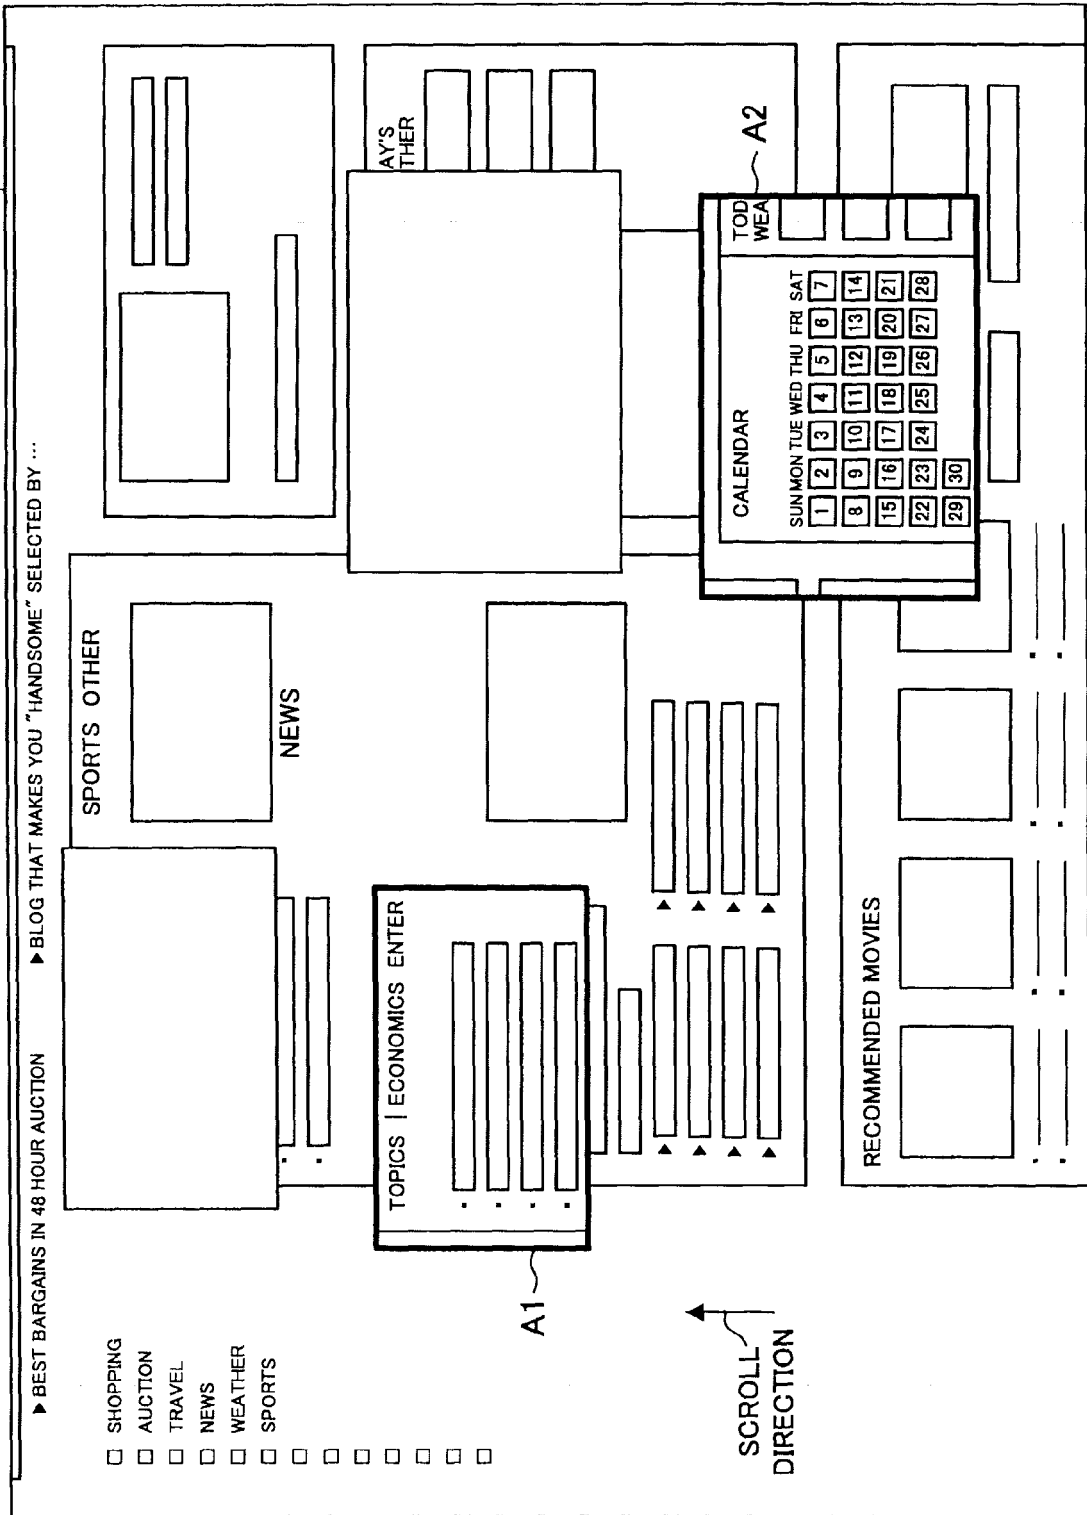 ▶ BEST BARGAINS IN 48 HOUR AUCTION ▶ BLOG THAT MAKES YOU "HANDSOME" SELECTED BY ...
□ SHOPPING
□ AUCTION
□ TRAVEL
□ NEWS
□ WEATHER
□ SPORTS
SPORTS OTHER
NEWS
TOPICS | ECONOMICS ENTER
A1
AY'S
THER
SCROLL
DIRECTION
CALENDAR
SUN MON TUE WED THU FRI SAT
1 2 3 4 5 6 7
8 9 10 11 12 13 14
15 16 17 18 19 20 21
22 23 24 25 26 27 28
29 30
TOD
WEA
A2
RECOMMENDED MOVIES